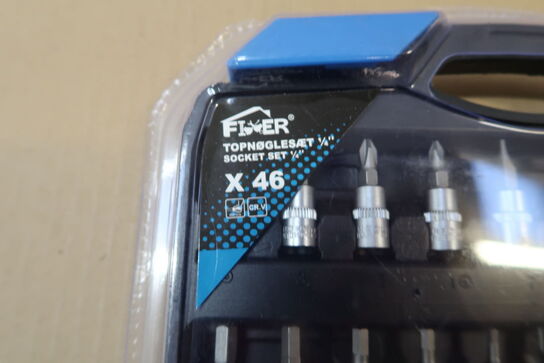 FIXER®
TOPNØGLESÆT ¼"
SOCKET SET ¼"
X 46
CR.V